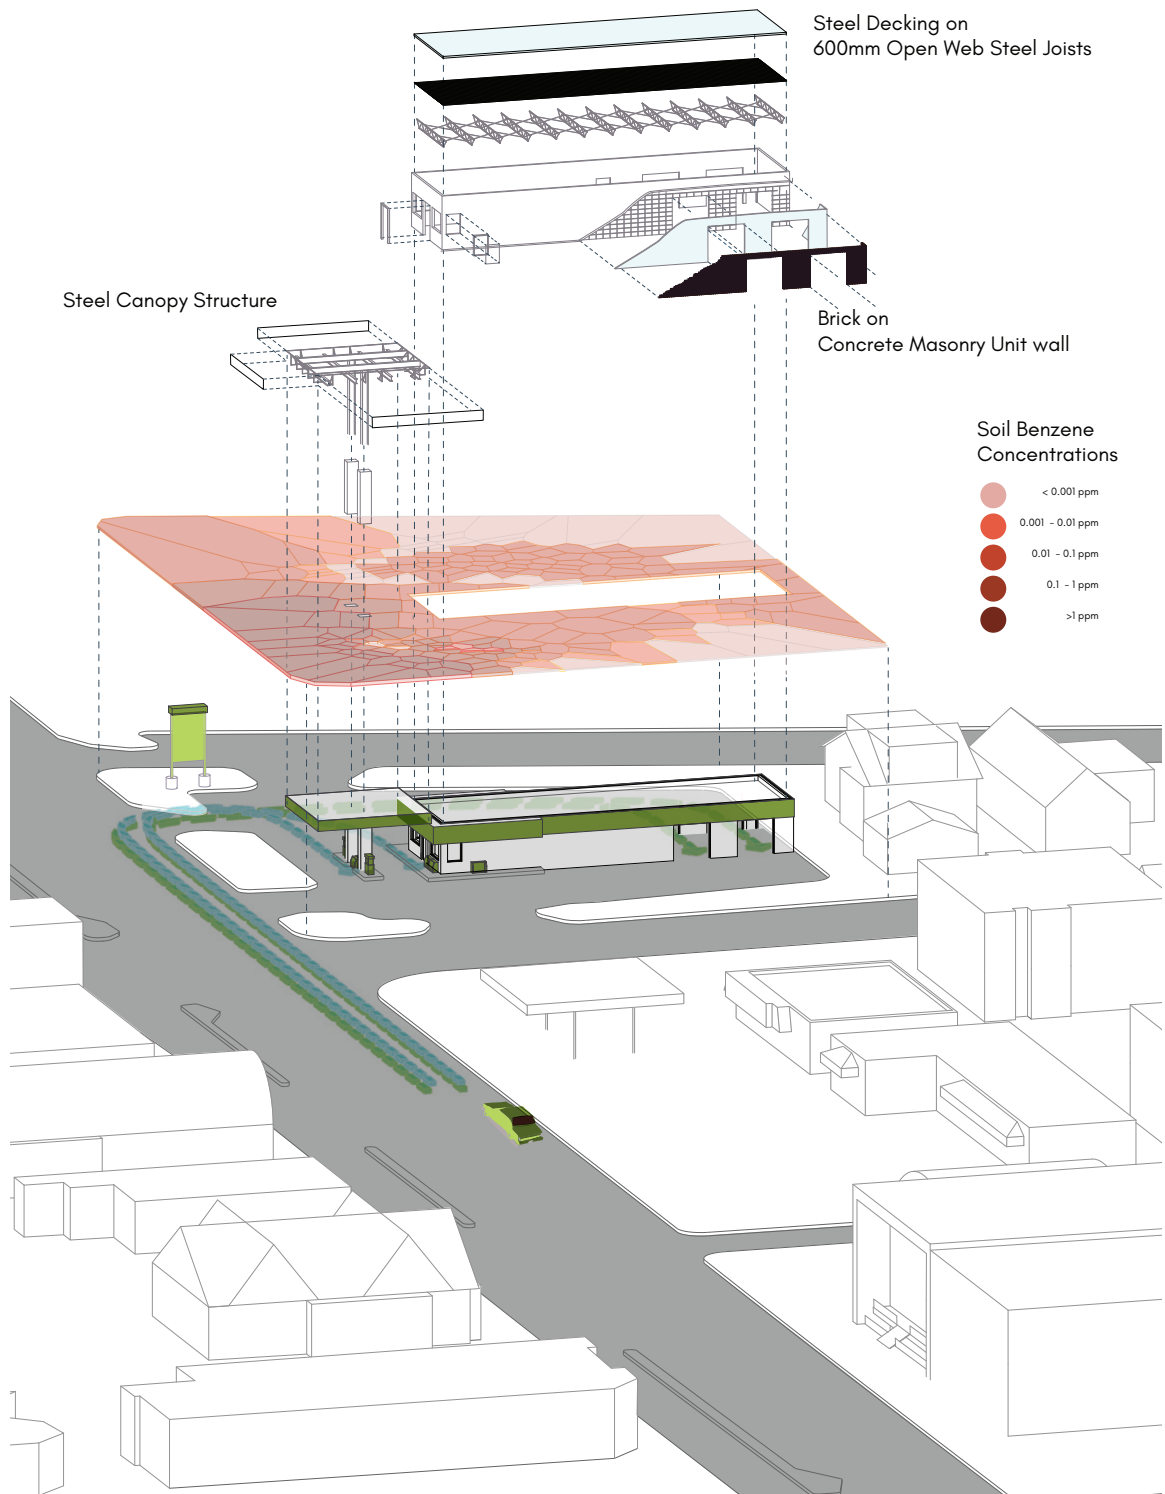 Steel Decking on
600mm Open Web Steel Joists
Steel Canopy Structure
Brick on
Concrete Masonry Unit wall
Soil Benzene
Concentrations
< 0.001 ppm
0.001 - 0.01 ppm
0.01 - 0.1 ppm
0.1 - 1 ppm
>1 ppm